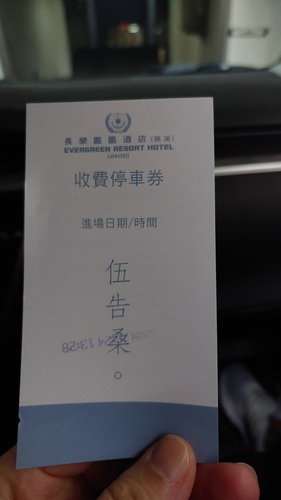 長榮鳳凰酒店(礁溪)
EVERGREEN RESORT HOTEL
(JIAOSI)
收費停車券
進場日期/時間
伍告桑。